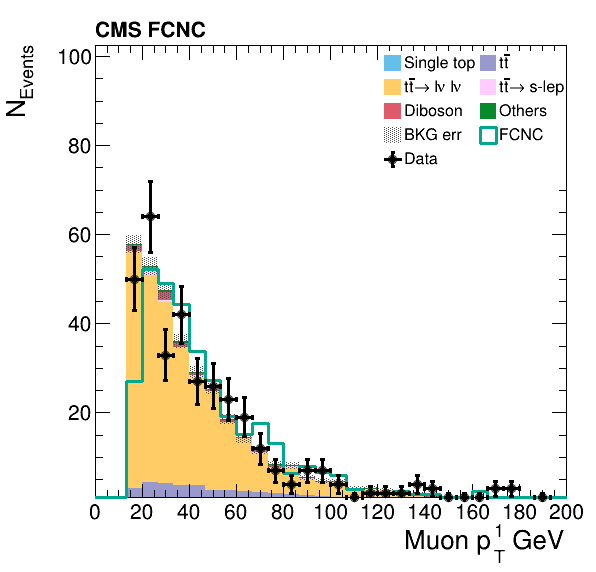 CMS FCNC
N_Events
100
80
60
40
20
Single top
tt̄
tt̄→ lν lν
tt̄→ s-lep
Diboson
Others
BKG err
FCNC
Data
0 20 40 60 80 100 120 140 160 180 200
Muon p_T^1 GeV